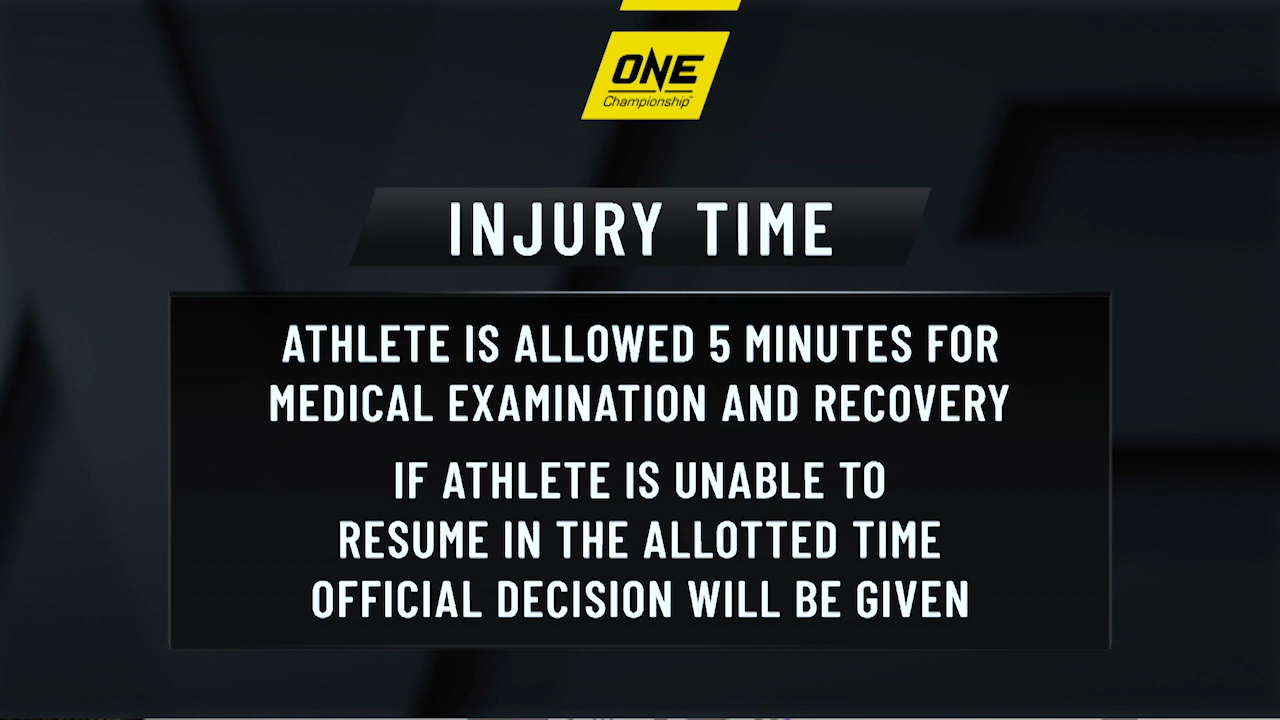 ONE
Championship™
INJURY TIME
ATHLETE IS ALLOWED 5 MINUTES FOR
MEDICAL EXAMINATION AND RECOVERY
IF ATHLETE IS UNABLE TO
RESUME IN THE ALLOTTED TIME
OFFICIAL DECISION WILL BE GIVEN